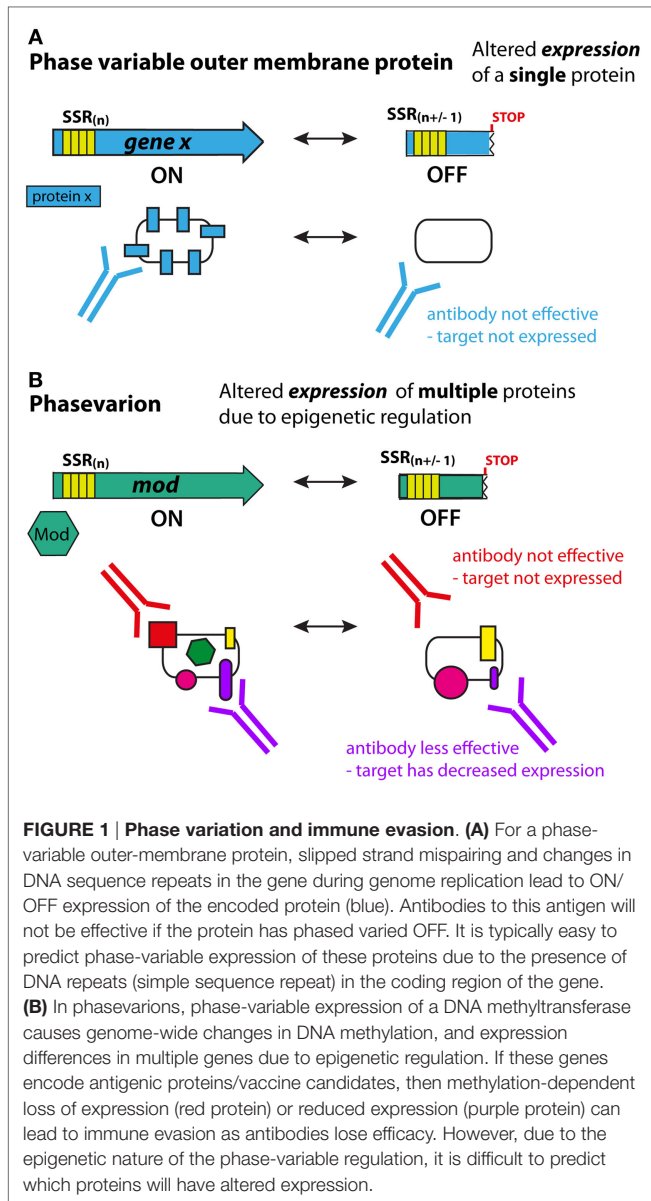 A
Phase variable outer membrane protein
Altered expression
of a single protein
SSR(n)
gene x
ON
SSR(n+/- 1)
STOP
OFF
protein x
antibody not effective
- target not expressed
B
Phasevarion
Altered expression of multiple proteins
due to epigenetic regulation
SSR(n)
mod
ON
SSR(n+/-1)
STOP
OFF
Mod
antibody not effective
- target not expressed
antibody less effective
- target has decreased expression
FIGURE 1 | Phase variation and immune evasion. (A) For a phase-
variable outer-membrane protein, slipped strand mispairing and changes in
DNA sequence repeats in the gene during genome replication lead to ON/
OFF expression of the encoded protein (blue). Antibodies to this antigen will
not be effective if the protein has phased varied OFF. It is typically easy to
predict phase-variable expression of these proteins due to the presence of
DNA repeats (simple sequence repeat) in the coding region of the gene.
(B) In phasevarions, phase-variable expression of a DNA methyltransferase
causes genome-wide changes in DNA methylation, and expression
differences in multiple genes due to epigenetic regulation. If these genes
encode antigenic proteins/vaccine candidates, then methylation-dependent
loss of expression (red protein) or reduced expression (purple protein) can
lead to immune evasion as antibodies lose efficacy. However, due to the
epigenetic nature of the phase-variable regulation, it is difficult to predict
which proteins will have altered expression.